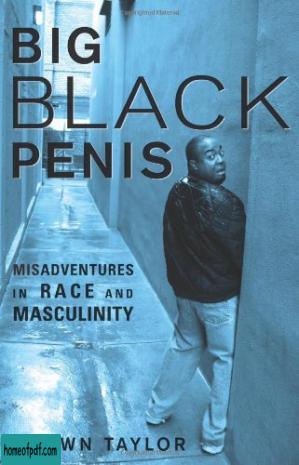 BIG
BLACK
PENIS
MISADVENTURES
IN RACE AND
MASCULINITY
WN TAYLOR
homeofpdf.com